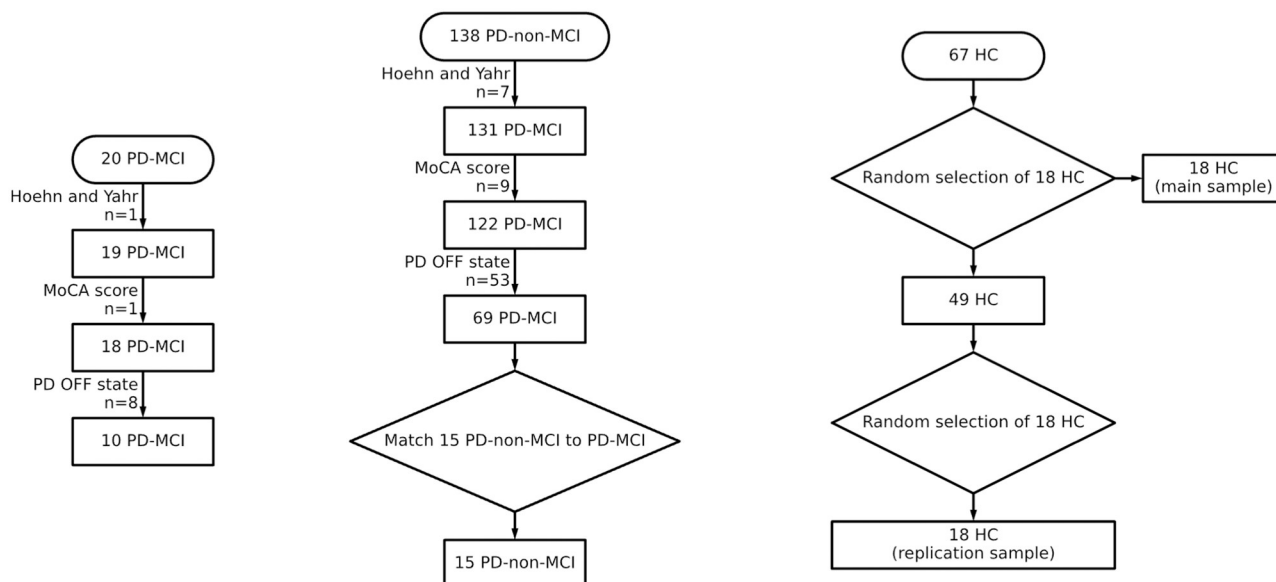 20 PD-MCI
Hoehn and Yahr
n=1
19 PD-MCI
MoCA score
n=1
18 PD-MCI
PD OFF state
n=8
10 PD-MCI
138 PD-non-MCI
Hoehn and Yahr
n=7
131 PD-MCI
MoCA score
n=9
122 PD-MCI
PD OFF state
n=53
69 PD-MCI
Match 15 PD-non-MCI to PD-MCI
15 PD-non-MCI
67 HC
Random selection of 18 HC
18 HC
(main sample)
49 HC
Random selection of 18 HC
18 HC
(replication sample)